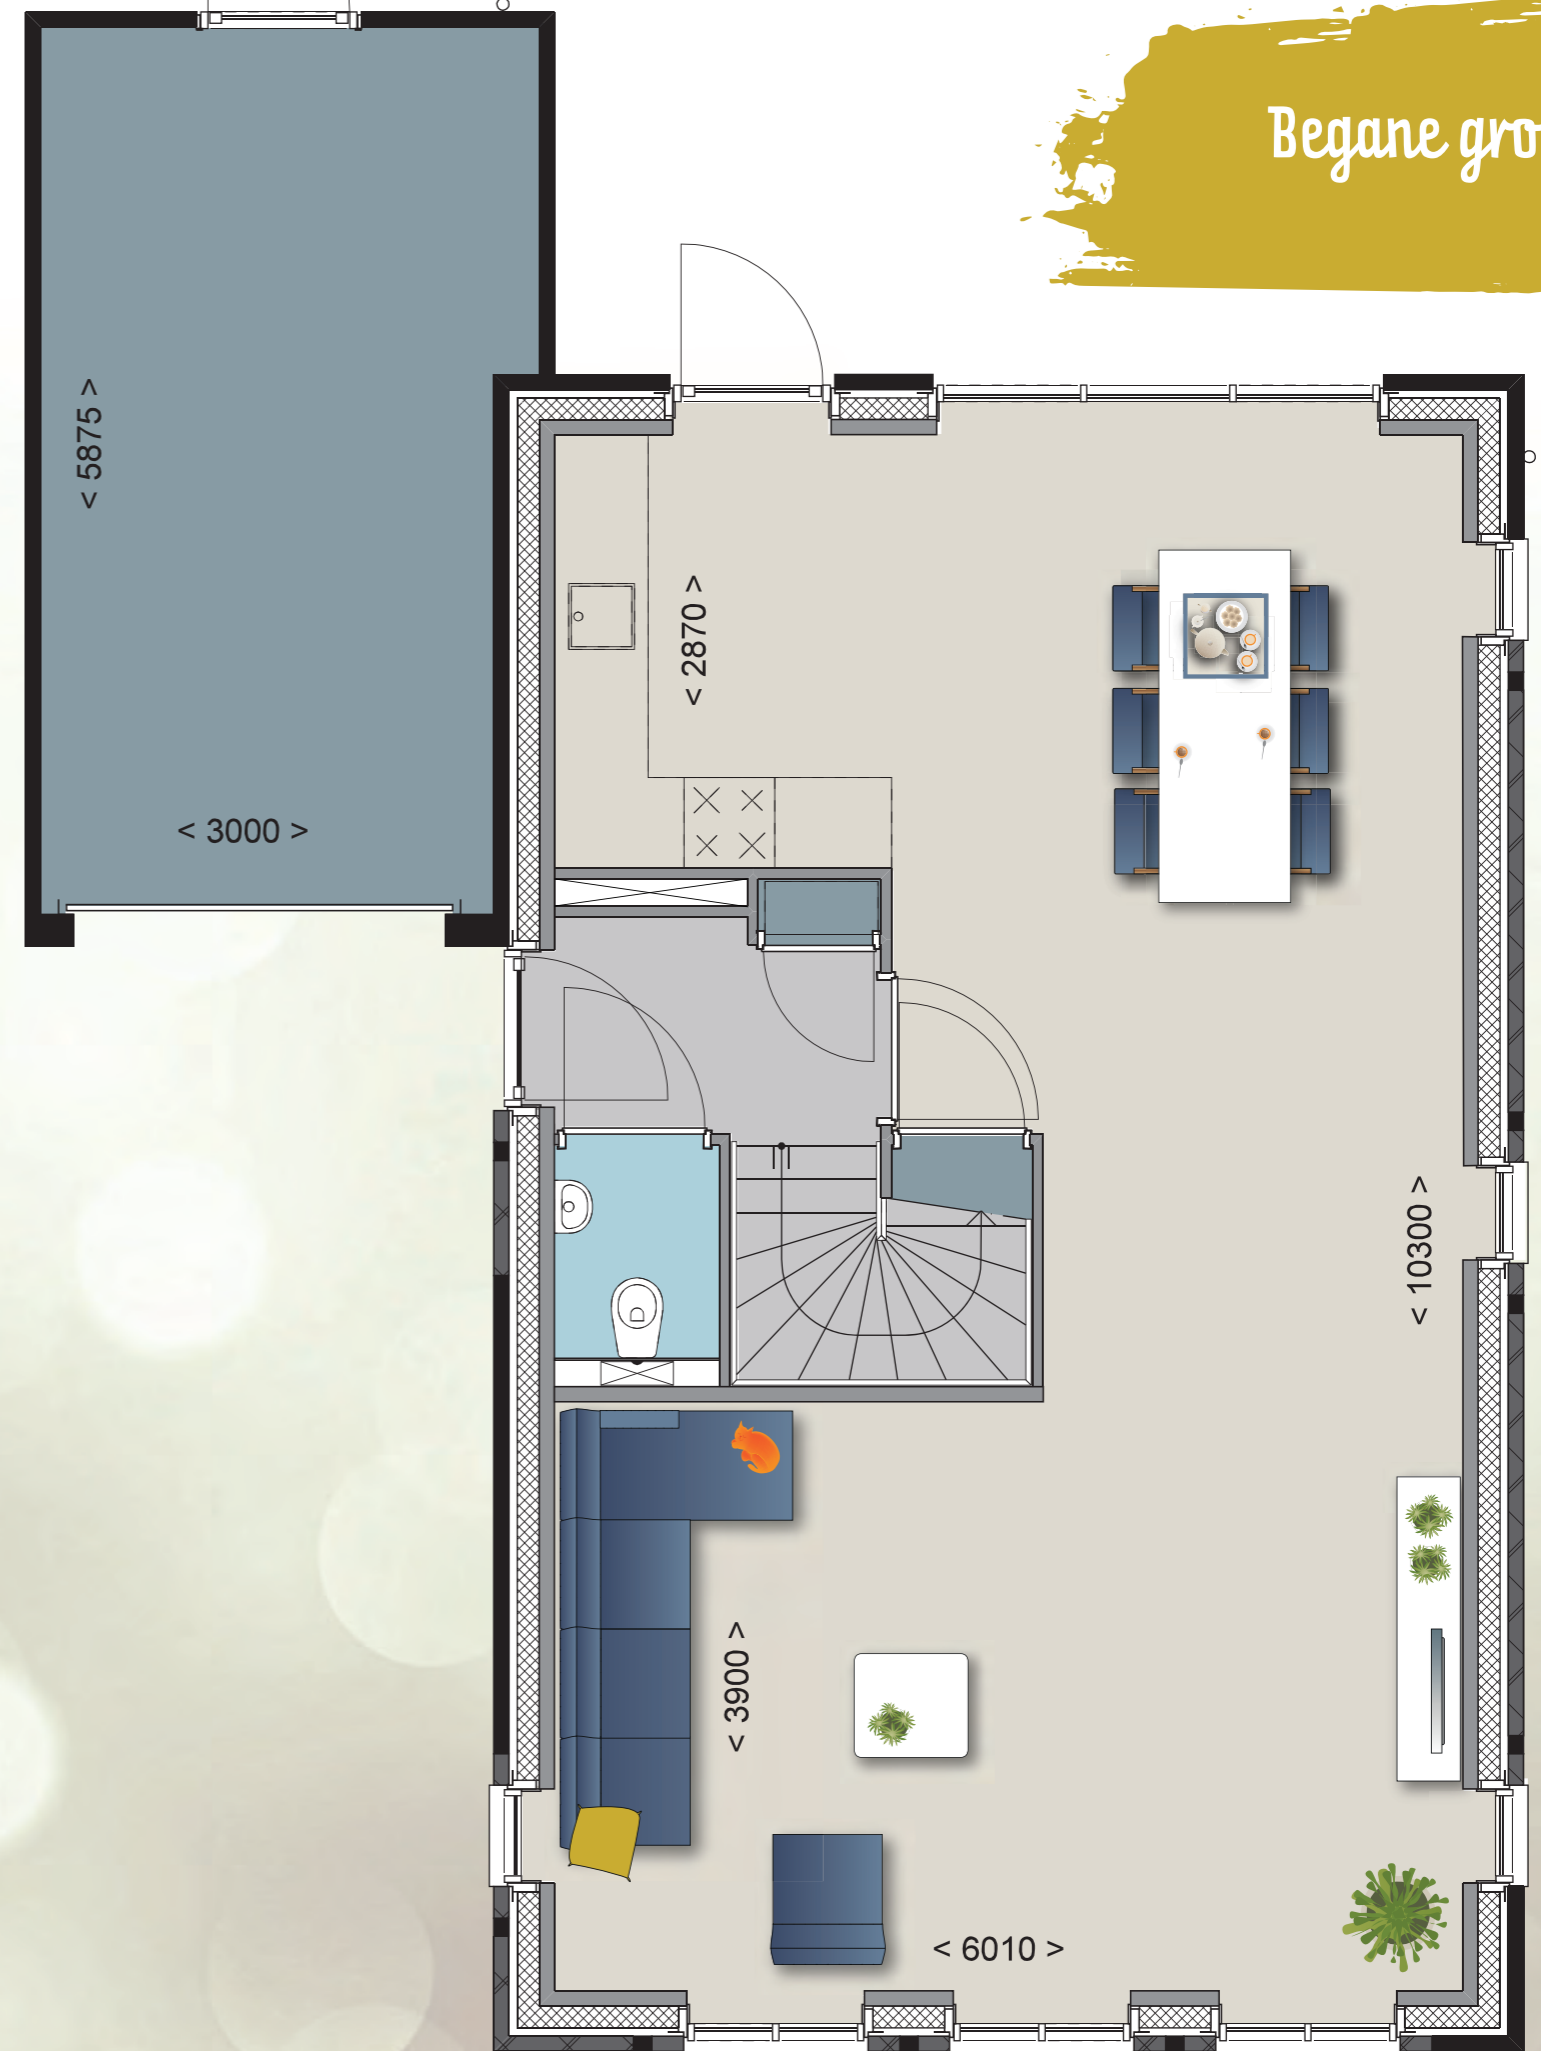 Begane gro
< 5875 >
< 2870 >
< 3000 >
< 10300 >
< 3900 >
< 6010 >